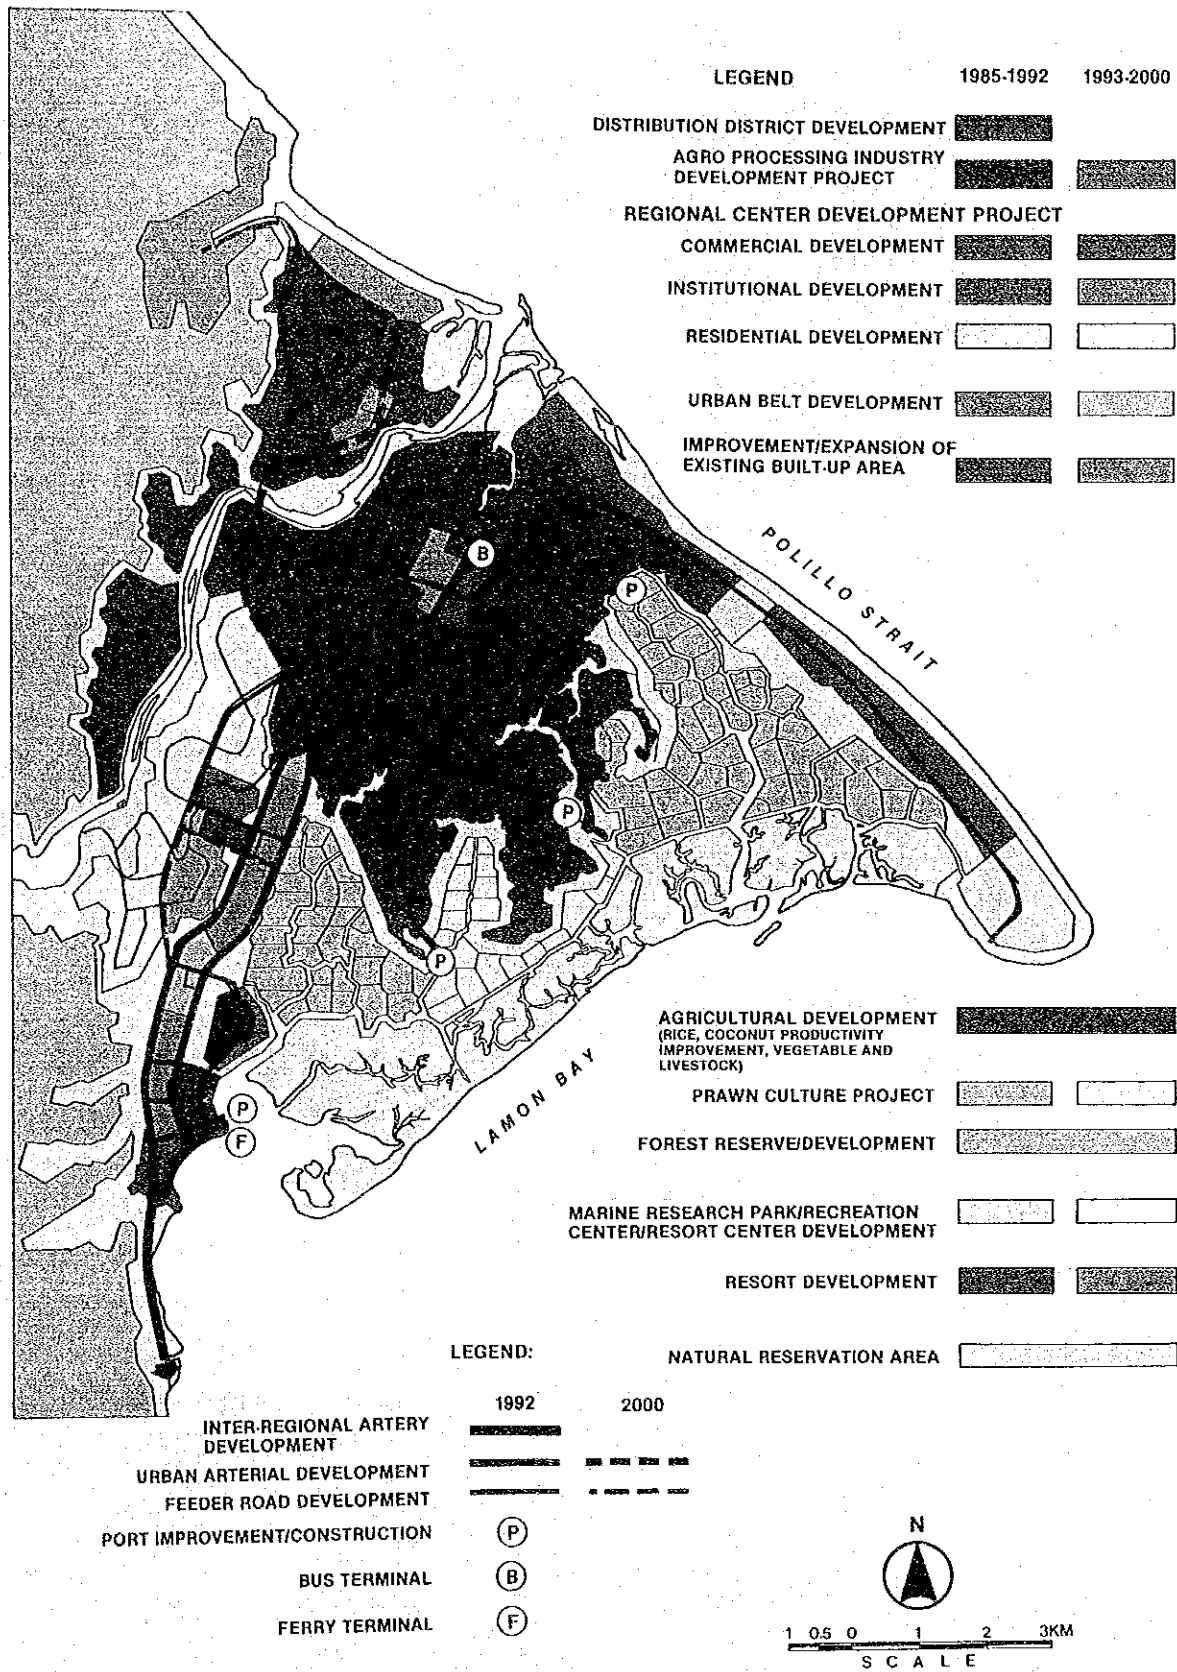 LEGEND 1985-1992 1993-2000
DISTRIBUTION DISTRICT DEVELOPMENT
AGRO PROCESSING INDUSTRY
DEVELOPMENT PROJECT
REGIONAL CENTER DEVELOPMENT PROJECT
COMMERCIAL DEVELOPMENT
INSTITUTIONAL DEVELOPMENT
RESIDENTIAL DEVELOPMENT
URBAN BELT DEVELOPMENT
IMPROVEMENT/EXPANSION OF
EXISTING BUILT-UP AREA
POLILLO STRAIT
B
P
P
P
P
F
LAMON BAY
AGRICULTURAL DEVELOPMENT
(RICE, COCONUT PRODUCTIVITY
IMPROVEMENT, VEGETABLE AND
LIVESTOCK)
PRAWN CULTURE PROJECT
FOREST RESERVE/DEVELOPMENT
MARINE RESEARCH PARK/RECREATION
CENTER/RESORT CENTER DEVELOPMENT
RESORT DEVELOPMENT
NATURAL RESERVATION AREA
LEGEND:
1992 2000
INTER-REGIONAL ARTERY
DEVELOPMENT
URBAN ARTERIAL DEVELOPMENT
FEEDER ROAD DEVELOPMENT
PORT IMPROVEMENT/CONSTRUCTION P
BUS TERMINAL B
FERRY TERMINAL F
N
1 0.5 0 1 2 3KM
SCALE